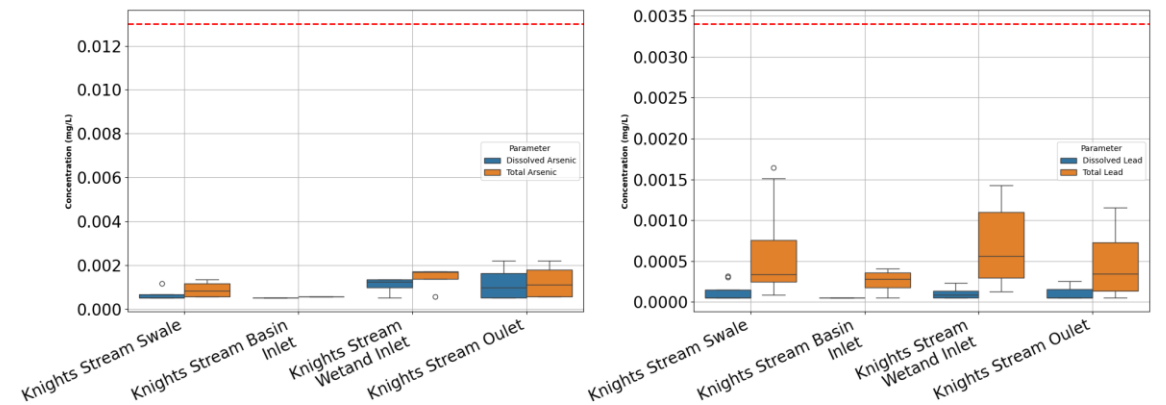 0.012
0.010
0.008
0.006
0.004
0.002
0.000
Concentration (mg/L)
Parameter
Dissolved Arsenic
Total Arsenic
Knights Stream Swale
Knights Stream Basin
Inlet
Knights Stream
Wetand Inlet
Knights Stream Oulet
0.0035
0.0030
0.0025
0.0020
0.0015
0.0010
0.0005
0.0000
Concentration (mg/L)
Parameter
Dissolved Lead
Total Lead
Knights Stream Swale
Knights Stream Basin
Inlet
Knights Stream
Wetand Inlet
Knights Stream Oulet